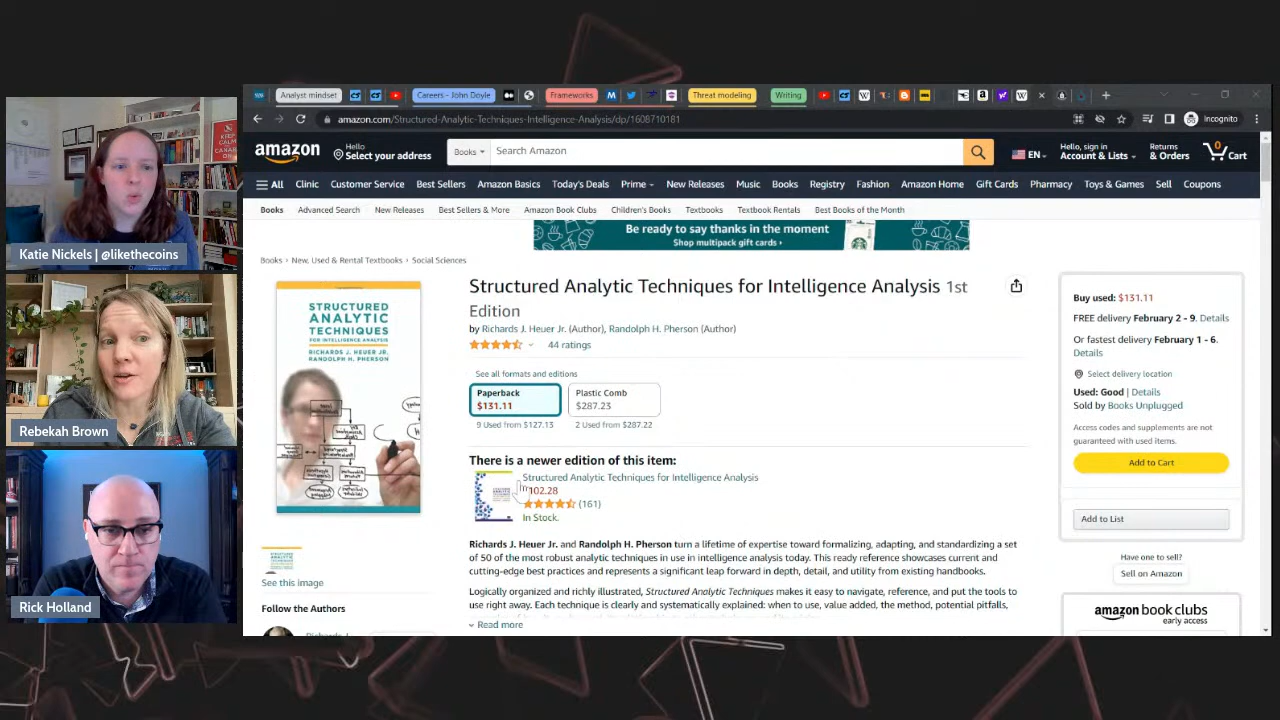 Katie Nickels | @likethecoins
Rebekah Brown
Rick Holland
Analyst mindset
Careers - John Doyle
Frameworks
Threat modeling
Writing
amazon.com/Structured-Analytic-Techniques-Intelligence-Analysis/dp/1608710181
Incognito
amazon
Hello
Select your address
Books
Search Amazon
EN
Hello, sign in
Account & Lists
Returns
& Orders
0
Cart
All Clinic Customer Service Best Sellers Amazon Basics Today's Deals Prime New Releases Music Books Registry Fashion Amazon Home Gift Cards Pharmacy Toys & Games Sell Coupons
Books Advanced Search New Releases Best Sellers & More Amazon Book Clubs Children's Books Textbooks Textbook Rentals Best Books of the Month
Be ready to say thanks in the moment
Shop multipack gift cards ›
Books › New, Used & Rental Textbooks › Social Sciences
STRUCTURED
ANALYTIC
TECHNIQUES
FOR INTELLIGENCE ANALYSIS
RICHARDS J. HEUER JR.
RANDOLPH H. PHERSON
See this image
Follow the Authors
Structured Analytic Techniques for Intelligence Analysis 1st
Edition
by Richards J. Heuer Jr. (Author), Randolph H. Pherson (Author)
44 ratings
See all formats and editions
Paperback
$131.11
9 Used from $127.13
Plastic Comb
$287.23
2 Used from $287.22
There is a newer edition of this item:
Structured Analytic Techniques for Intelligence Analysis
102.28
(161)
In Stock.
Richards J. Heuer Jr. and Randolph H. Pherson turn a lifetime of expertise toward formalizing, adapting, and standardizing a set
of 50 of the most robust analytic techniques in use in intelligence analysis today. This ready reference showcases current and
cutting-edge best practices and represents a significant leap forward in depth, detail, and utility from existing handbooks.
Logically organized and richly illustrated, Structured Analytic Techniques makes it easy to navigate, reference, and put the tools to
use right away. Each technique is clearly and systematically explained: when to use, value added, the method, potential pitfalls,
Read more
Buy used: $131.11
FREE delivery February 2 - 9. Details
Or fastest delivery February 1 - 6.
Details
Select delivery location
Used: Good | Details
Sold by Books Unplugged
Access codes and supplements are not
guaranteed with used items.
Add to Cart
Add to List
Have one to sell?
Sell on Amazon
amazon book clubs
early access